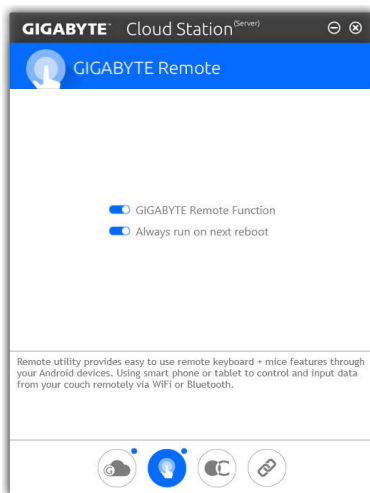 GIGABYTE™ Cloud Station(Server)
GIGABYTE Remote
GIGABYTE Remote Function
Always run on next reboot
Remote utility provides easy to use remote keyboard + mice features through
your Android devices. Using smart phone or tablet to control and input data
from your couch remotely via WiFi or Bluetooth.
G